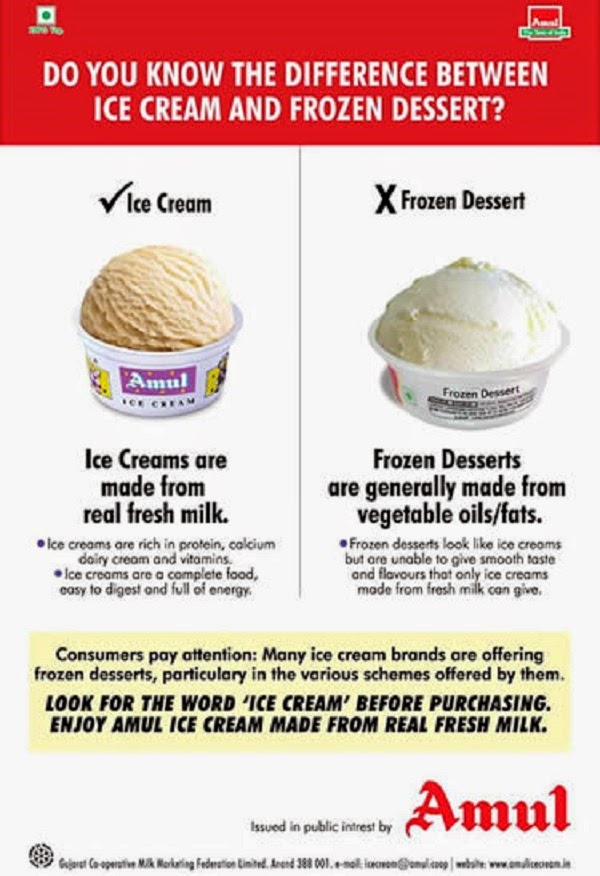 100% Veg
Amul
The Taste of India
DO YOU KNOW THE DIFFERENCE BETWEEN
ICE CREAM AND FROZEN DESSERT?
Ice Cream
X Frozen Dessert
Amul
ICE CREAM
Frozen Dessert
Ice Creams are
made from
real fresh milk.
Frozen Desserts
are generally made from
vegetable oils/fats.
• Ice creams are rich in protein, calcium
dairy cream and vitamins.
• Ice creams are a complete food,
easy to digest and full of energy.
• Frozen desserts look like ice creams
but are unable to give smooth taste
and flavours that only ice creams
made from fresh milk can give.
Consumers pay attention: Many ice cream brands are offering
frozen desserts, particulary in the various schemes offered by them.
LOOK FOR THE WORD ‘ICE CREAM’ BEFORE PURCHASING.
ENJOY AMUL ICE CREAM MADE FROM REAL FRESH MILK.
Issued in public intrest by
Amul
Gujarat Co-operative Milk Marketing Federation Limited, Anand 388 001. e-mail: icecream@amul.coop | website: www.amulicecream.in